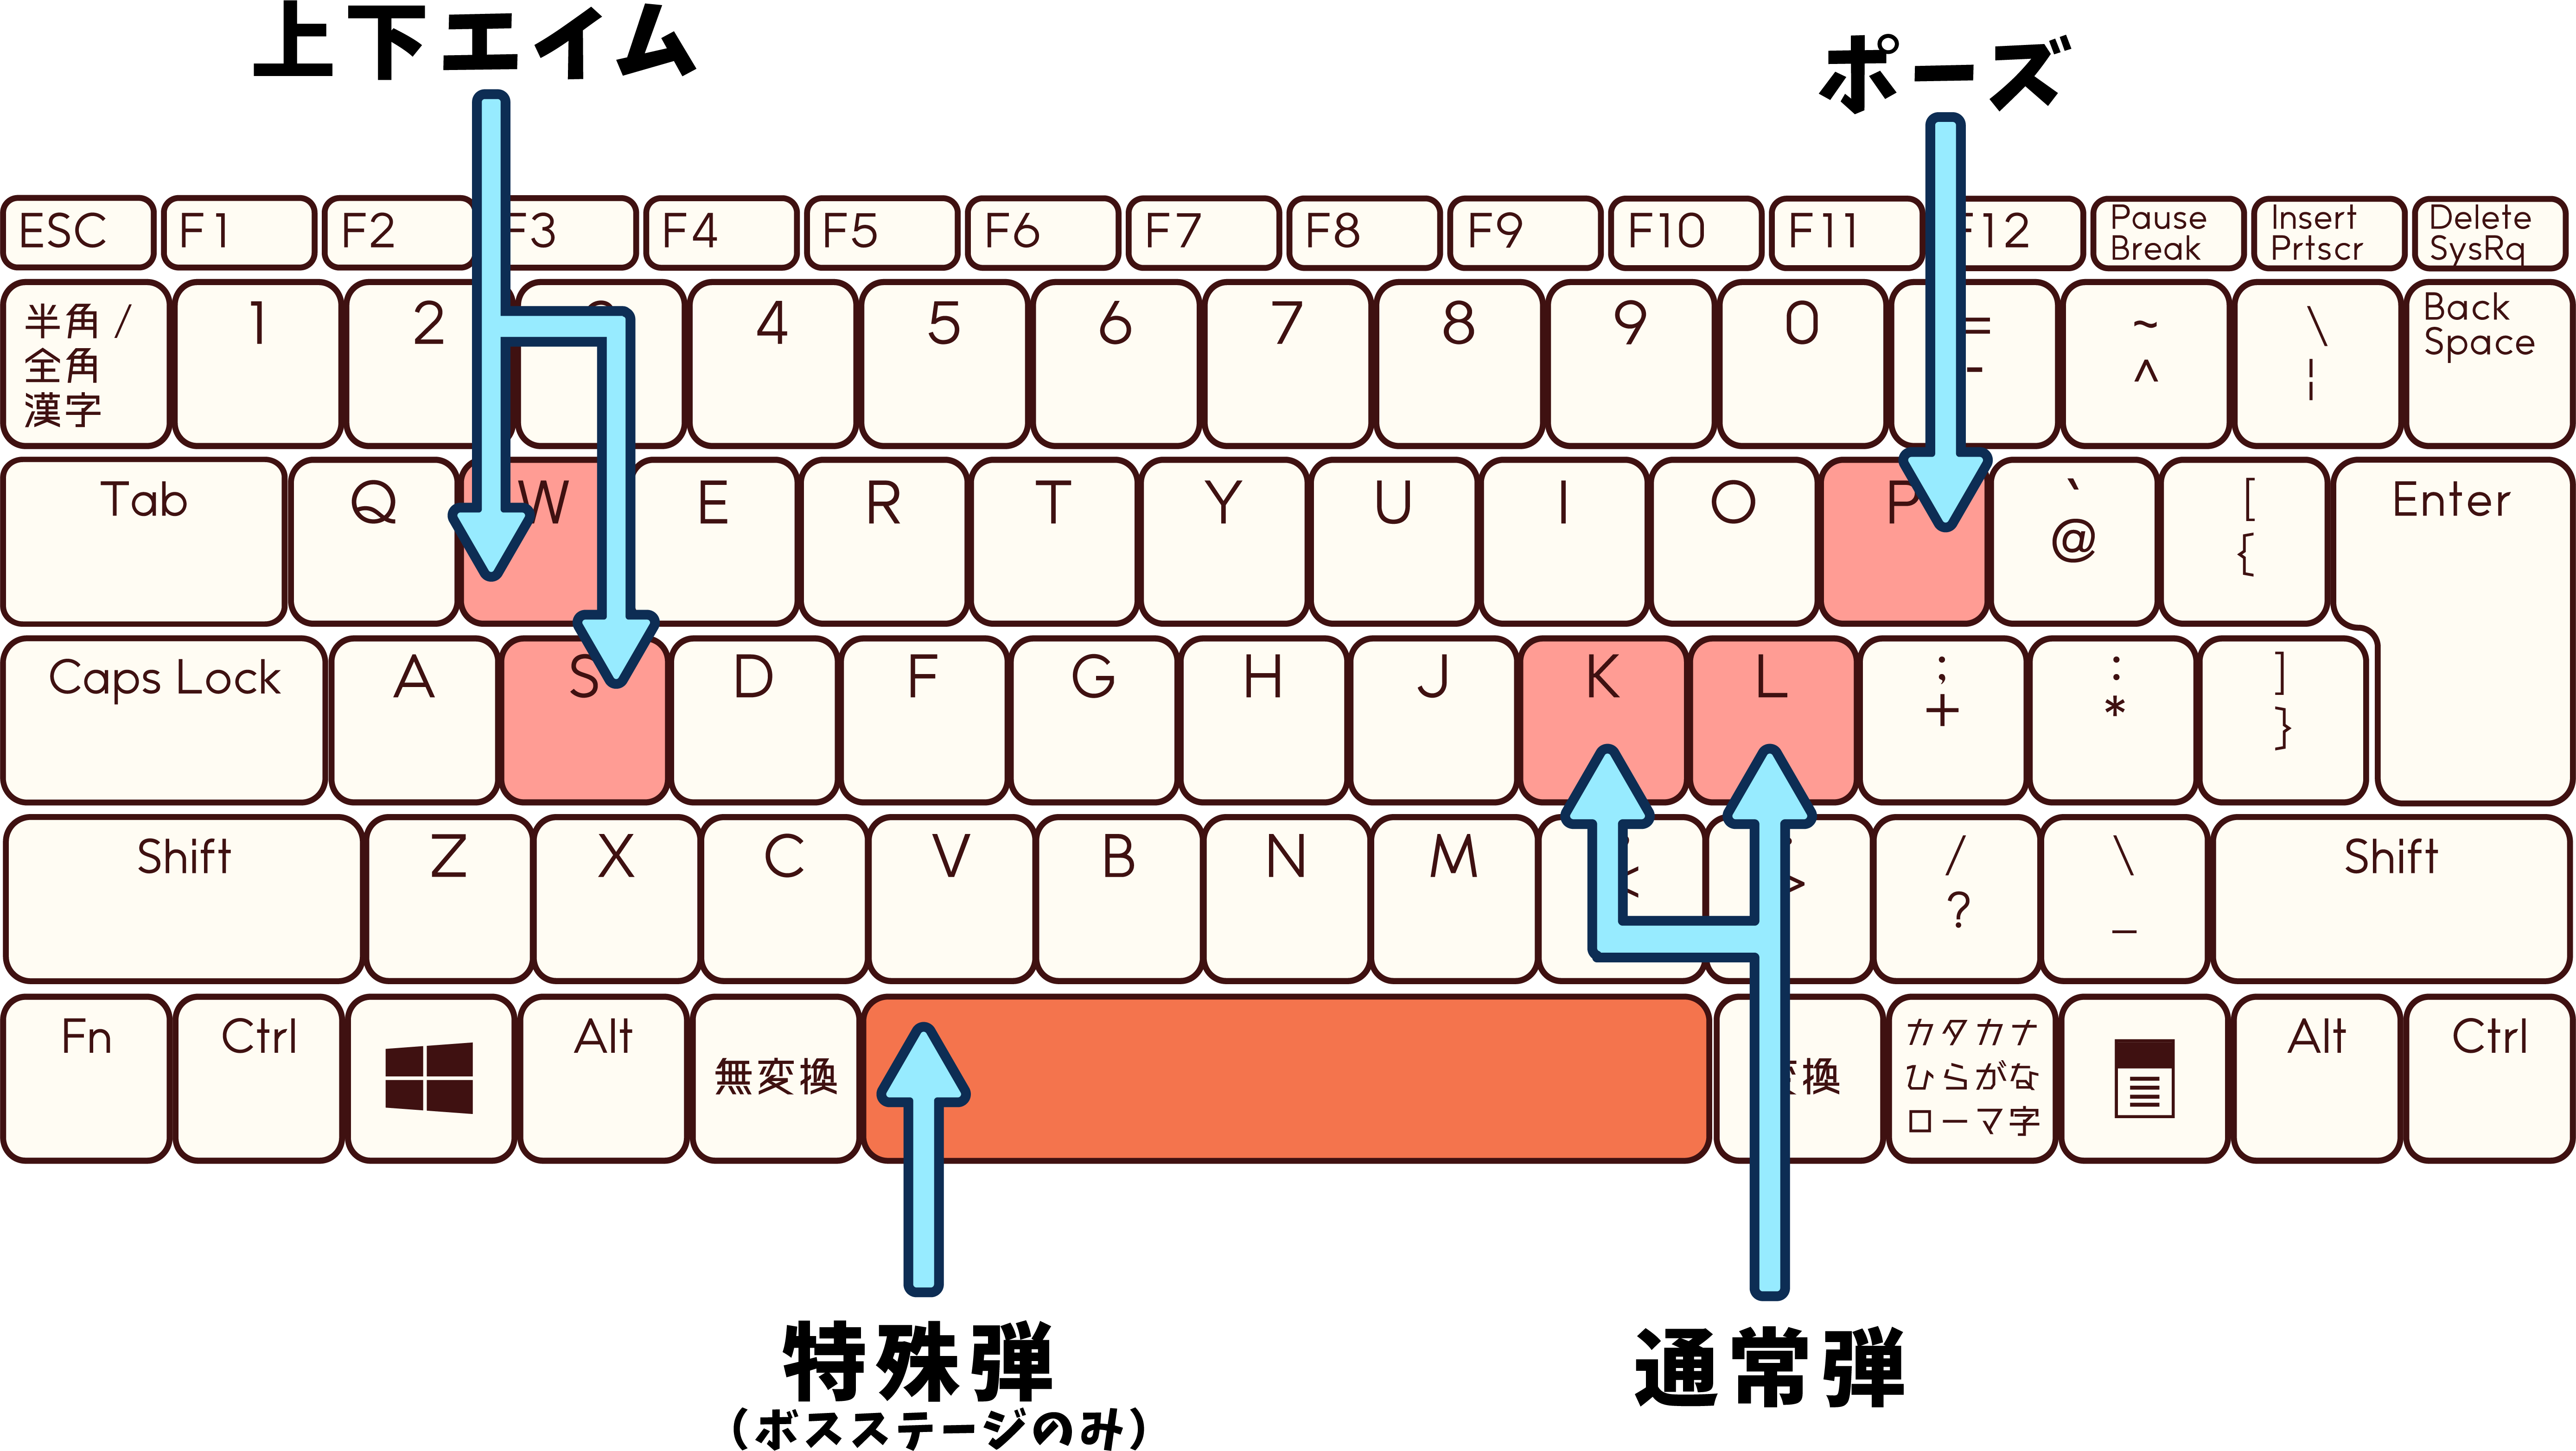 上下エイム
ポーズ
ESC F1 F2 F3 F4 F5 F6 F7 F8 F9 F10 F11 F12 Pause Break Insert Prtscr Delete SysRq
半角/全角 漢字 1 2 4 5 6 7 8 9 0 = - ~ ^ \ ¦ Back Space
Tab Q W E R T Y U I O P ` @ [ { Enter
Caps Lock A S D F G H J K L ; + : * ] }
Shift Z X C V B N M < > / ? \ _ Shift
Fn Ctrl Alt 無変換 変換 カタカナ ひらがな ローマ字 Alt Ctrl
特殊弾
(ボスステージのみ)
通常弾